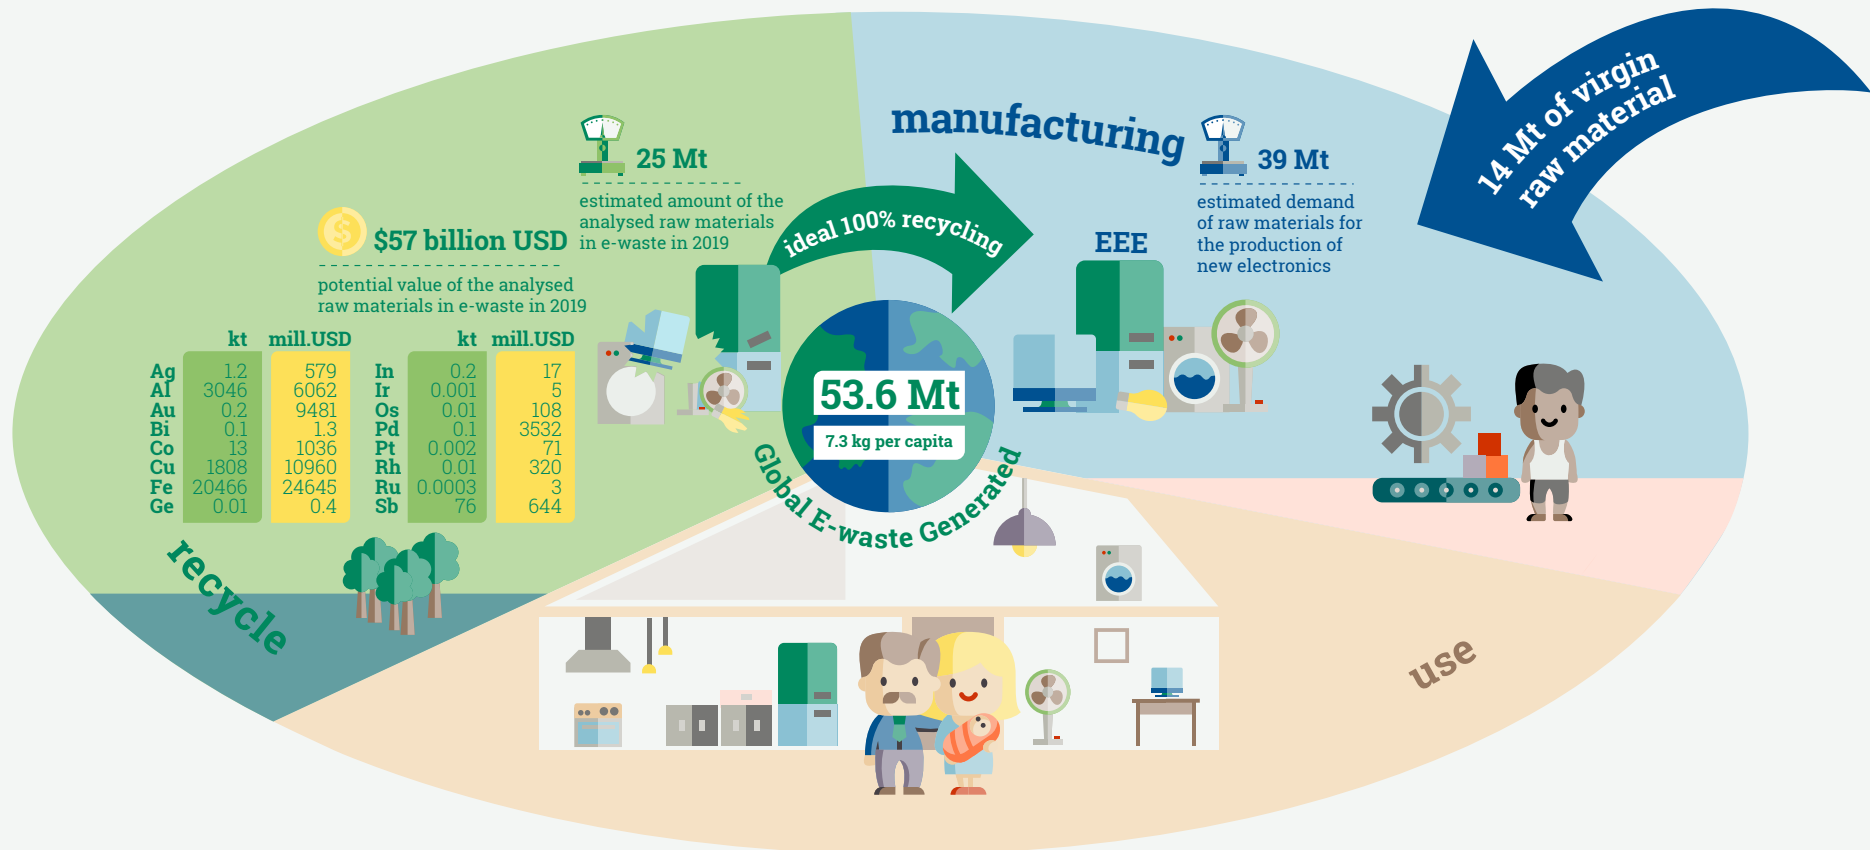 manufacturing
14 Mt of virgin
raw material
25 Mt
estimated amount of the
analysed raw materials
in e-waste in 2019
39 Mt
estimated demand
of raw materials for
the production of
new electronics
ideal 100% recycling
EEE
$57 billion USD
potential value of the analysed
raw materials in e-waste in 2019
kt mill.USD kt mill.USD
Ag 1.2 579 In 0.2 17
Al 3046 6062 Ir 0.001 5
Au 0.2 9481 Os 0.01 108
Bi 0.1 1.3 Pd 0.1 3532
Co 13 1036 Pt 0.002 71
Cu 1808 10960 Rh 0.01 320
Fe 20466 24645 Ru 0.0003 3
Ge 0.01 0.4 Sb 76 644
53.6 Mt
7.3 kg per capita
Global E-waste Generated
recycle
use